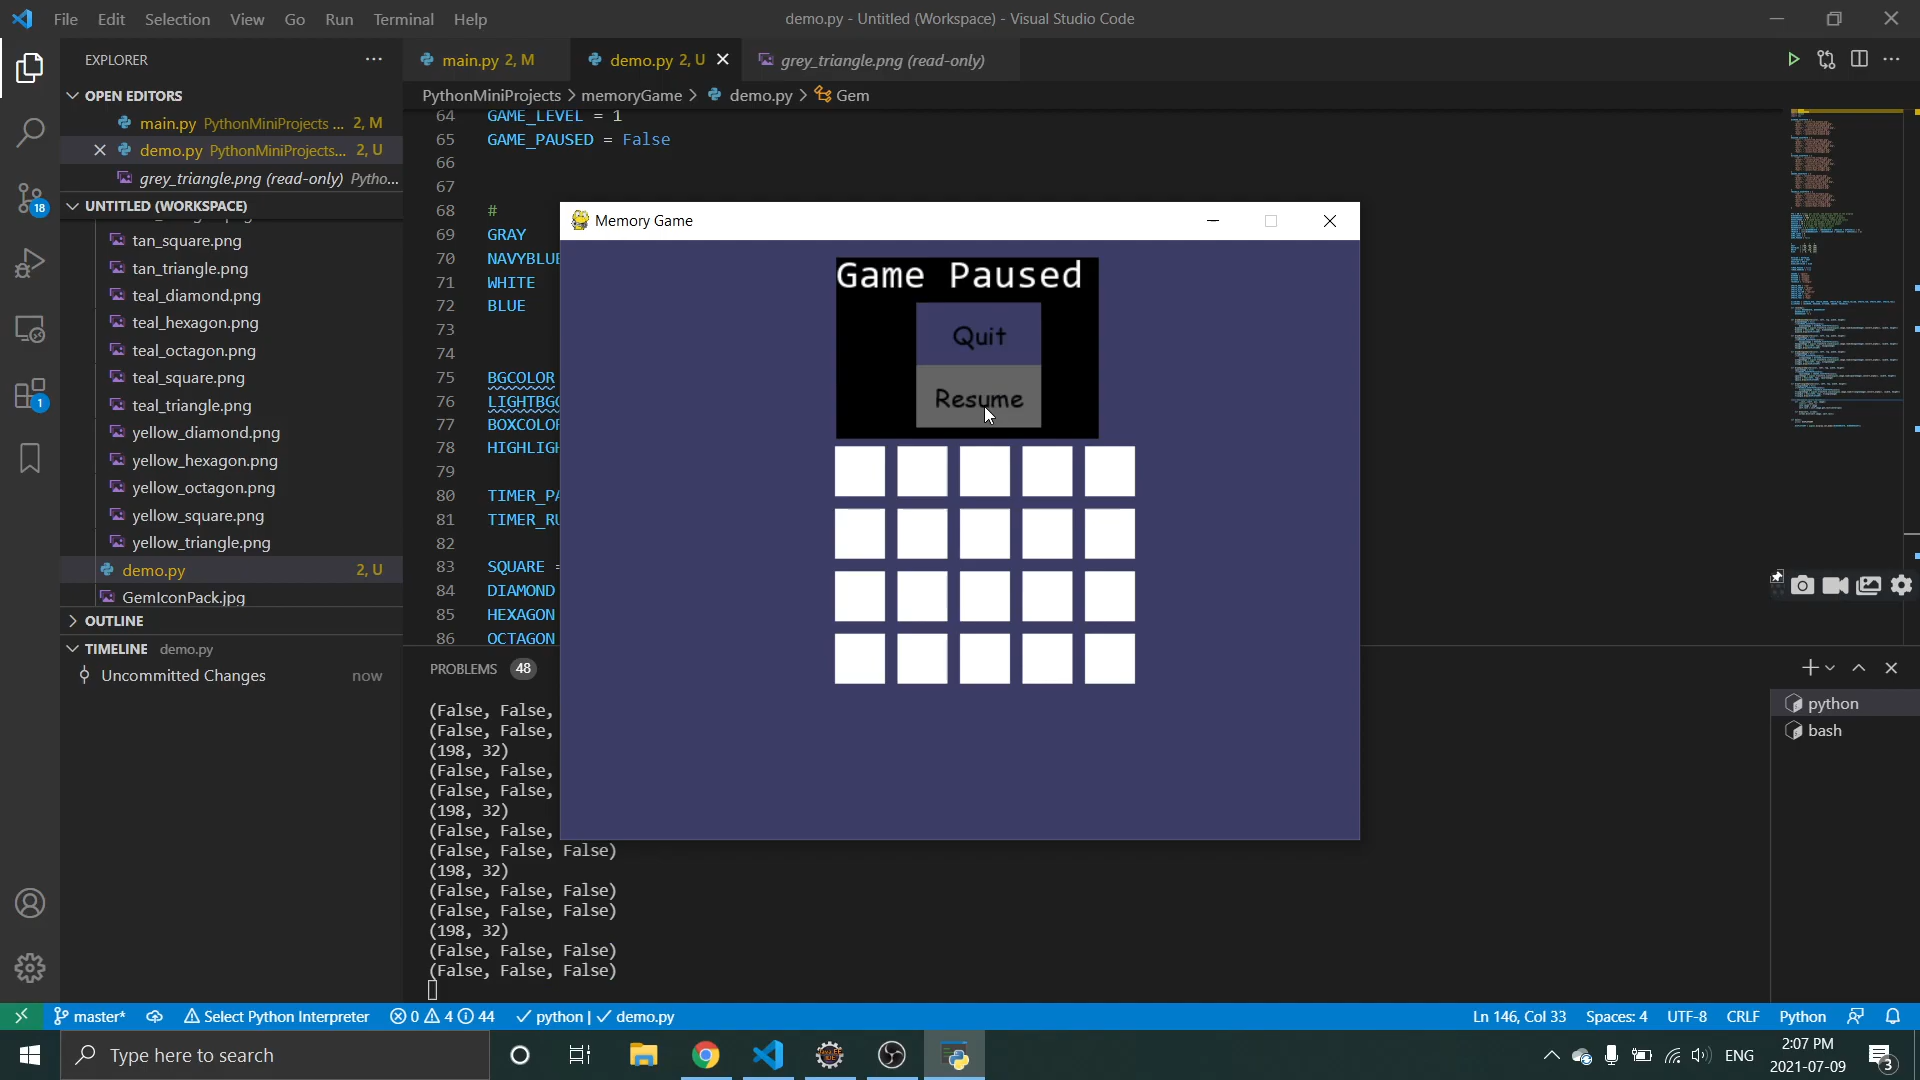 File Edit Selection View Go Run Terminal Help
demo.py - Untitled (Workspace) - Visual Studio Code
EXPLORER
main.py 2, M
demo.py 2, U
grey_triangle.png (read-only)
OPEN EDITORS
PythonMiniProjects > memoryGame > demo.py > Gem
main.py PythonMiniProjects ... 2, M
demo.py PythonMiniProjects... 2, U
grey_triangle.png (read-only) Pytho...
UNTITLED (WORKSPACE)
tan_square.png
tan_triangle.png
teal_diamond.png
teal_hexagon.png
teal_octagon.png
teal_square.png
teal_triangle.png
yellow_diamond.png
yellow_hexagon.png
yellow_octagon.png
yellow_square.png
yellow_triangle.png
demo.py 2, U
GemIconPack.jpg
OUTLINE
TIMELINE demo.py
Uncommitted Changes now
18
1
64 GAME_LEVEL = 1
65 GAME_PAUSED = False
66
67
68 #
69 GRAY
70 NAVYBLUE
71 WHITE
72 BLUE
73
74
75 BGCOLOR
76 LIGHTBGC
77 BOXCOLOR
78 HIGHLIGH
79
80 TIMER_PA
81 TIMER_RU
82
83 SQUARE =
84 DIAMOND
85 HEXAGON
86 OCTAGON
Memory Game
Game Paused
Quit
Resume
PROBLEMS 48
(False, False,
(False, False,
(198, 32)
(False, False,
(False, False,
(198, 32)
(False, False,
(False, False, False)
(198, 32)
(False, False, False)
(False, False, False)
(198, 32)
(False, False, False)
(False, False, False)
python
bash
master* Select Python Interpreter 0 4 44 python | demo.py
Ln 146, Col 33 Spaces: 4 UTF-8 CRLF Python
Type here to search
ENG
2:07 PM
2021-07-09
3